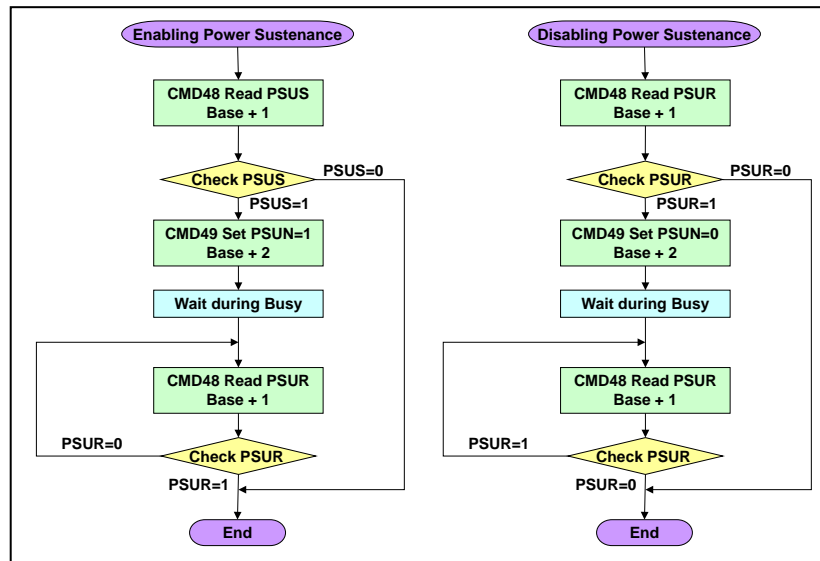 Enabling Power Sustenance
CMD48 Read PSUS
Base + 1
Check PSUS
PSUS=0
PSUS=1
CMD49 Set PSUN=1
Base + 2
Wait during Busy
CMD48 Read PSUR
Base + 1
PSUR=0
Check PSUR
PSUR=1
End
Disabling Power Sustenance
CMD48 Read PSUR
Base + 1
Check PSUR
PSUR=0
PSUR=1
CMD49 Set PSUN=0
Base + 2
Wait during Busy
CMD48 Read PSUR
Base + 1
PSUR=1
Check PSUR
PSUR=0
End